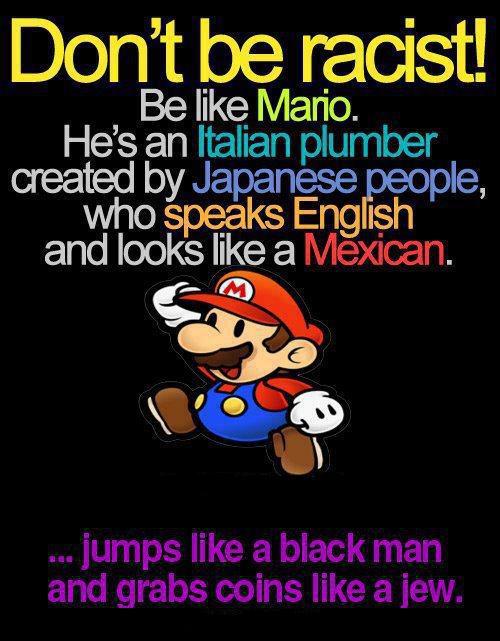 Don't be racist!
Be like Mario.
He's an Italian plumber
created by Japanese people,
who speaks English
and looks like a Mexican.
M
... jumps like a black man
and grabs coins like a jew.